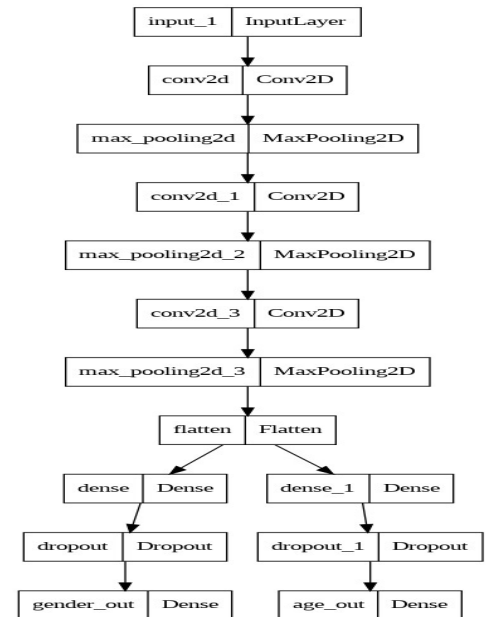 input_1 InputLayer
conv2d Conv2D
max_pooling2d MaxPooling2D
conv2d_1 Conv2D
max_pooling2d_2 MaxPooling2D
conv2d_3 Conv2D
max_pooling2d_3 MaxPooling2D
flatten Flatten
dense Dense dense_1 Dense
dropout Dropout dropout_1 Dropout
gender_out Dense age_out Dense